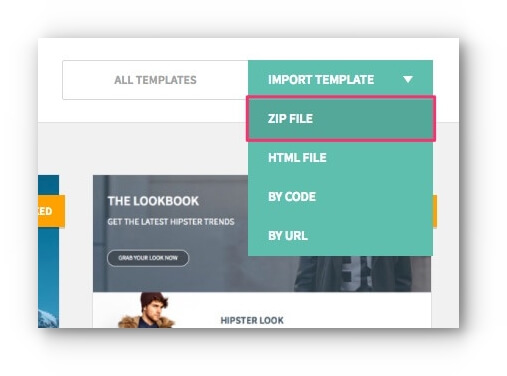 ALL TEMPLATES
IMPORT TEMPLATE
ZIP FILE
HTML FILE
BY CODE
BY URL
THE LOOKBOOK
GET THE LATEST HIPSTER TRENDS
GRAB YOUR LOOK NOW
HIPSTER LOOK